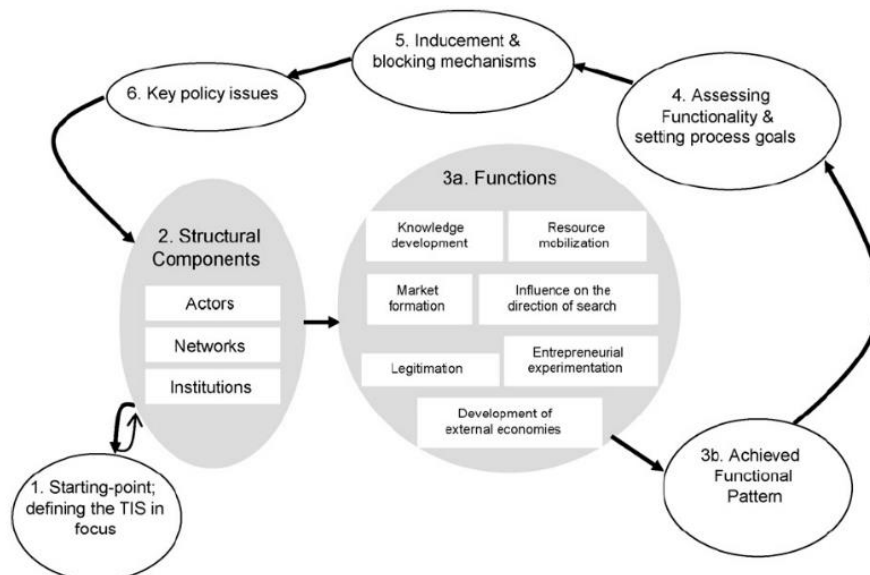 5. Inducement &
blocking mechanisms
6. Key policy issues
4. Assessing
Functionality &
setting process goals
3a. Functions
2. Structural
Components
Knowledge
development
Resource
mobilization
Actors
Market
formation
Influence on the
direction of search
Networks
Institutions
Legitimation
Entrepreneurial
experimentation
Development of
external economies
1. Starting-point;
defining the TIS in
focus
3b. Achieved
Functional
Pattern